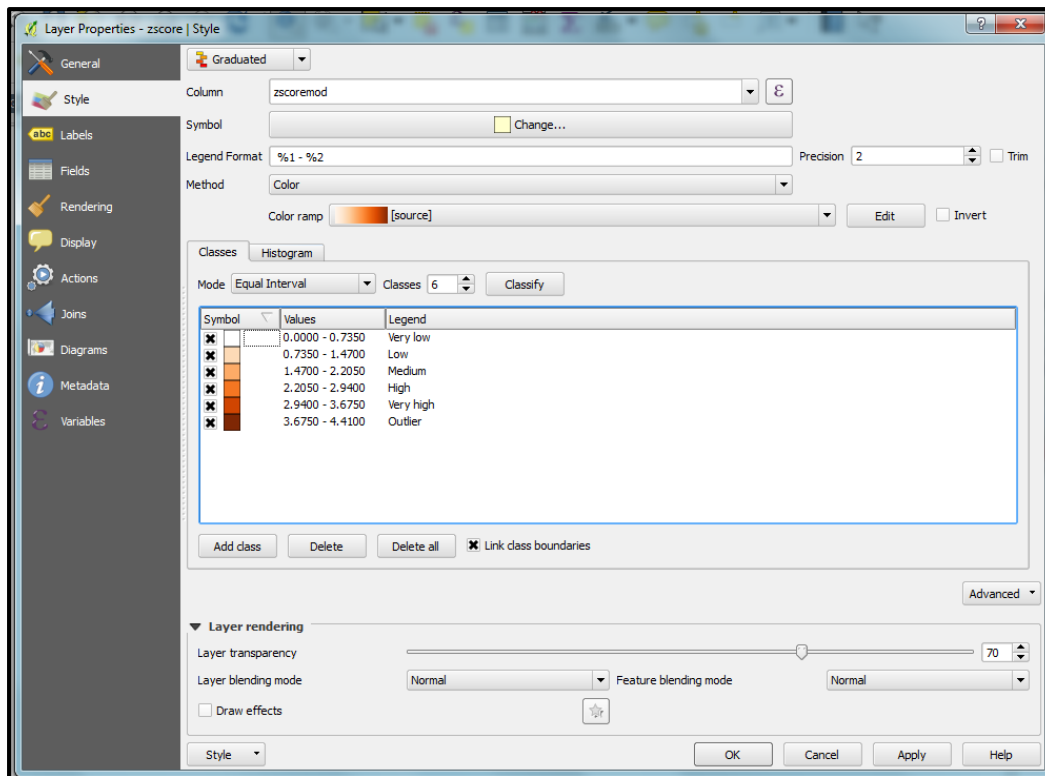 Layer Properties - zscore | Style
General
Style
Labels
Fields
Rendering
Display
Actions
Joins
Diagrams
Metadata
Variables
Graduated
Column zscoremod ε
Symbol Change...
Legend Format %1 - %2 Precision 2 Trim
Method Color
Color ramp [source] Edit Invert
Classes Histogram
Mode Equal Interval Classes 6 Classify
Symbol Values Legend
0.0000 - 0.7350 Very low
0.7350 - 1.4700 Low
1.4700 - 2.2050 Medium
2.2050 - 2.9400 High
2.9400 - 3.6750 Very high
3.6750 - 4.4100 Outlier
Add class Delete Delete all Link class boundaries
Advanced
Layer rendering
Layer transparency 70
Layer blending mode Normal Feature blending mode Normal
Draw effects
Style OK Cancel Apply Help